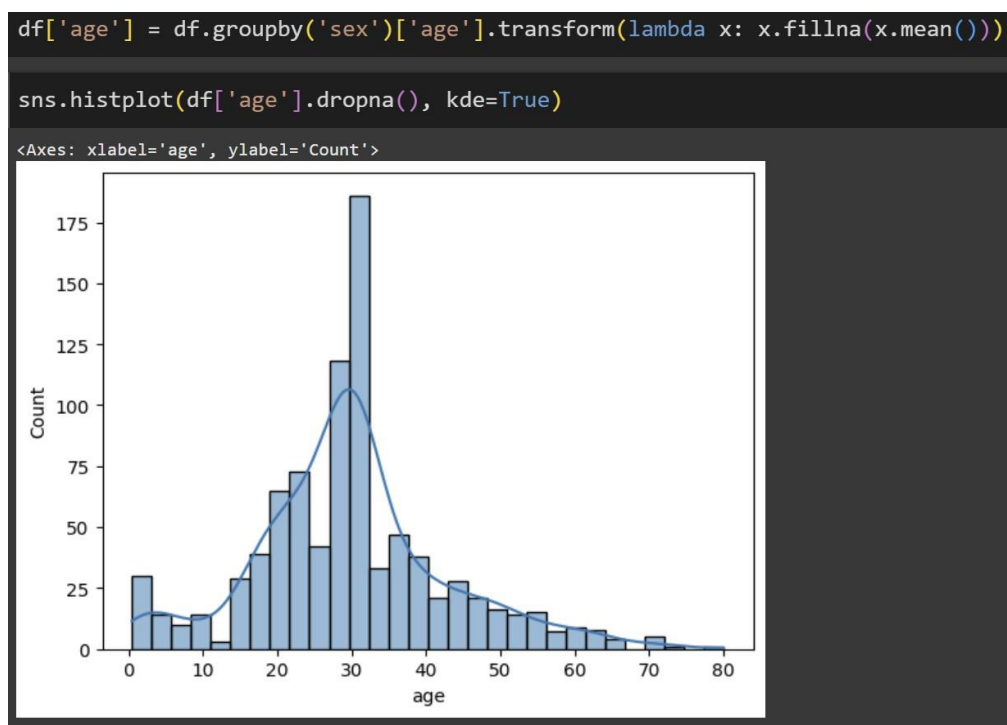 df['age'] = df.groupby('sex')['age'].transform(lambda x: x.fillna(x.mean()))
sns.histplot(df['age'].dropna(), kde=True)
<Axes: xlabel='age', ylabel='Count'>
175
150
125
100
75
50
25
0
Count
0 10 20 30 40 50 60 70 80
age